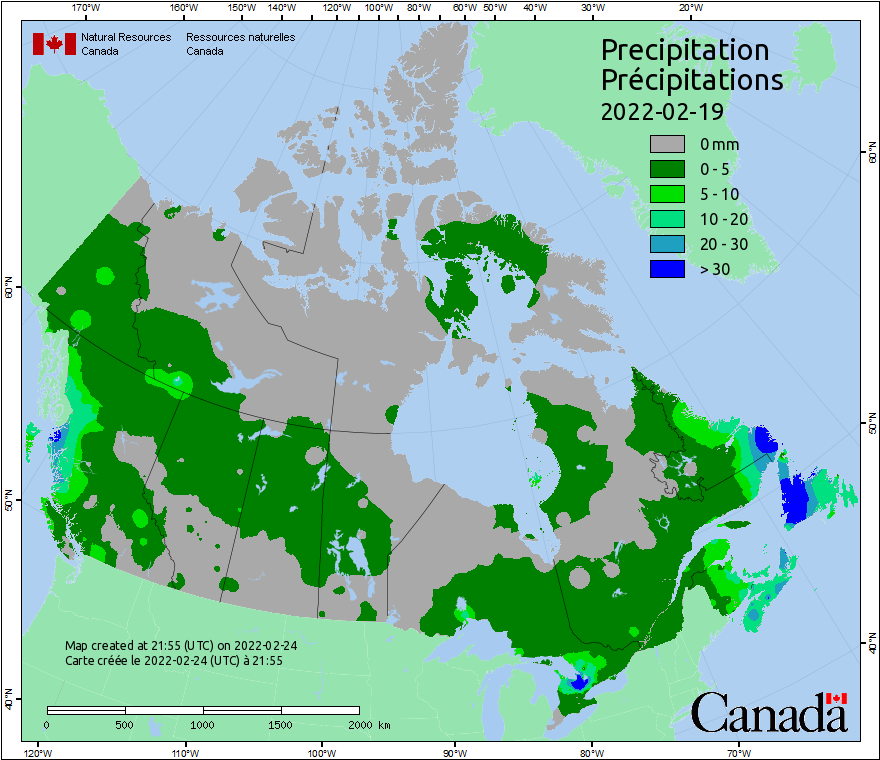 170°W 160°W 150°W 140°W 130°W 120°W 110°W 100°W 90°W 80°W 70°W 60°W 50°W 40°W 30°W 20°W
Natural Resources Canada
Ressources naturelles Canada
Precipitation
Précipitations
2022-02-19
0 mm
0 - 5
5 - 10
10 - 20
20 - 30
> 30
60°N
50°N
40°N
60°N
50°N
40°N
Map created at 21:55 (UTC) on 2022-02-24
Carte créée le 2022-02-24 (UTC) à 21:55
0 500 1000 1500 2000 km
Canada
120°W 110°W 100°W 90°W 80°W 70°W